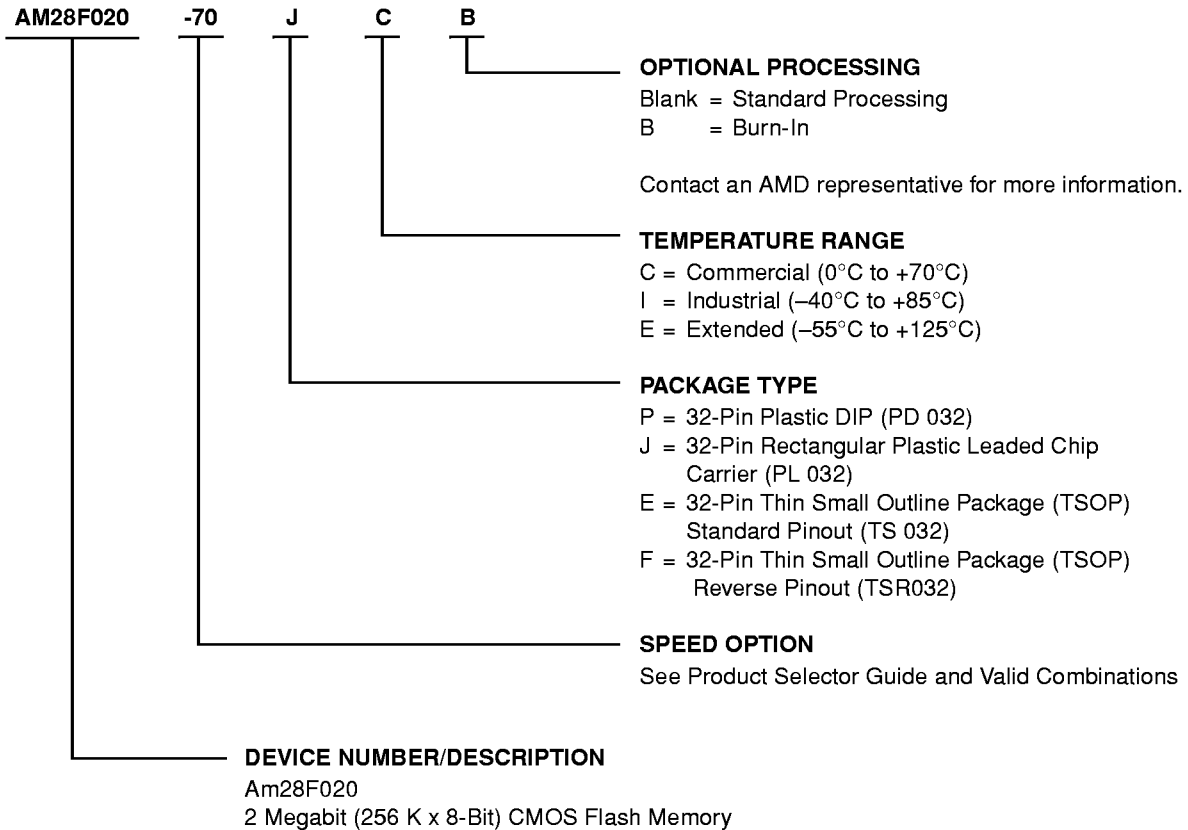 AM28F020 -70 J C B
OPTIONAL PROCESSING
Blank = Standard Processing
B = Burn-In
Contact an AMD representative for more information.
TEMPERATURE RANGE
C = Commercial (0°C to +70°C)
I = Industrial (–40°C to +85°C)
E = Extended (–55°C to +125°C)
PACKAGE TYPE
P = 32-Pin Plastic DIP (PD 032)
J = 32-Pin Rectangular Plastic Leaded Chip
Carrier (PL 032)
E = 32-Pin Thin Small Outline Package (TSOP)
Standard Pinout (TS 032)
F = 32-Pin Thin Small Outline Package (TSOP)
Reverse Pinout (TSR032)
SPEED OPTION
See Product Selector Guide and Valid Combinations
DEVICE NUMBER/DESCRIPTION
Am28F020
2 Megabit (256 K x 8-Bit) CMOS Flash Memory